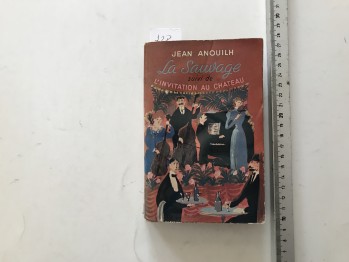 JEAN ANOUILH
La Sauvage
suivi de
L'INVITATION AU CHÂTEAU